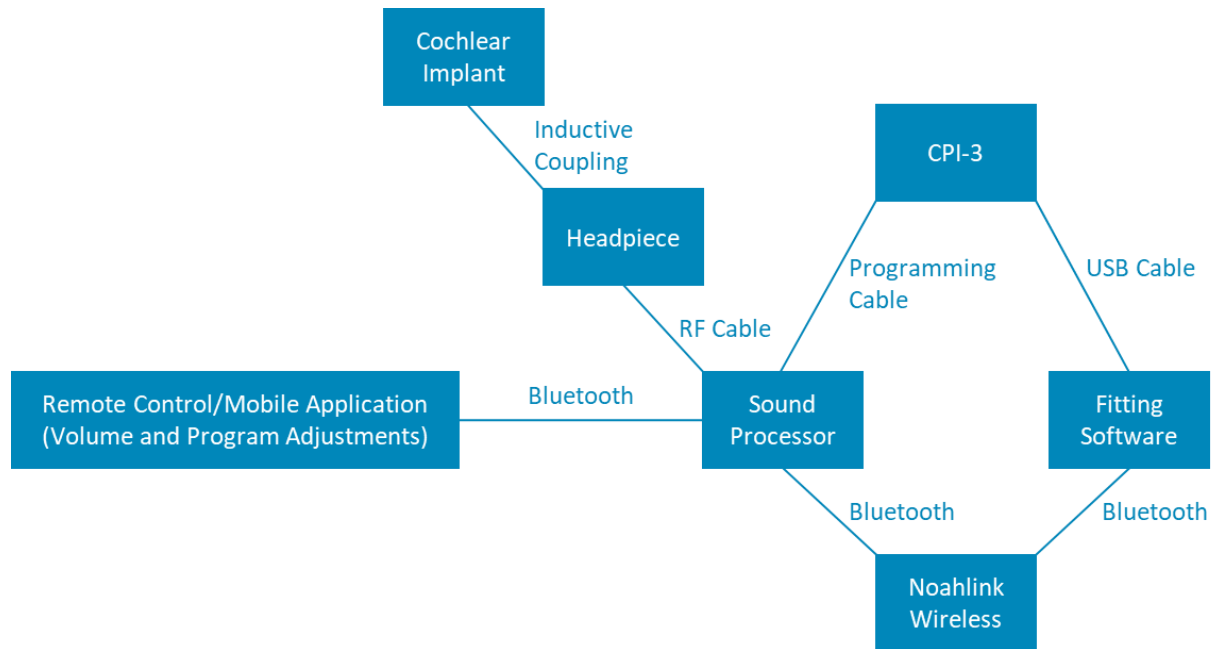 Cochlear
Implant
Inductive
Coupling
CPI-3
Headpiece
Programming
Cable
USB Cable
RF Cable
Remote Control/Mobile Application
(Volume and Program Adjustments)
Bluetooth
Sound
Processor
Fitting
Software
Bluetooth
Bluetooth
Noahlink
Wireless